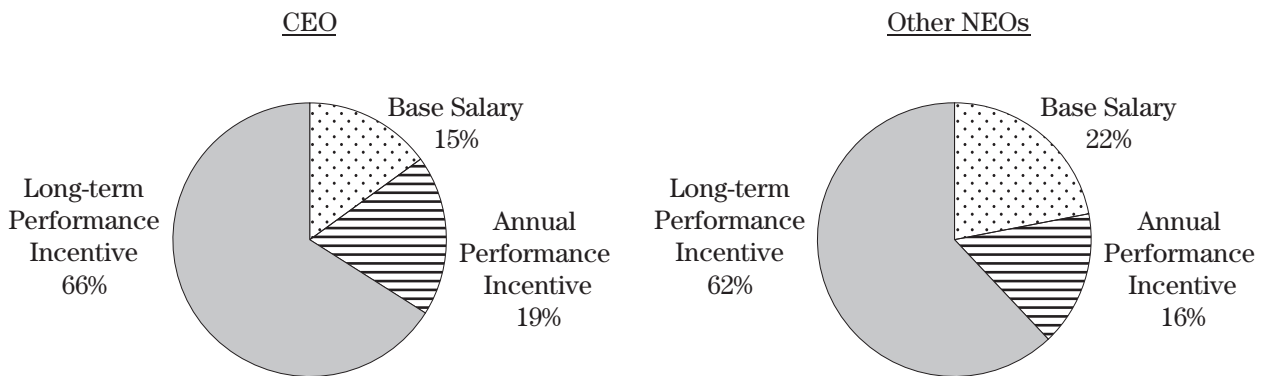 CEO
Base Salary
15%
Long-term
Performance
Incentive
66%
Annual
Performance
Incentive
19%
Other NEOs
Base Salary
22%
Long-term
Performance
Incentive
62%
Annual
Performance
Incentive
16%